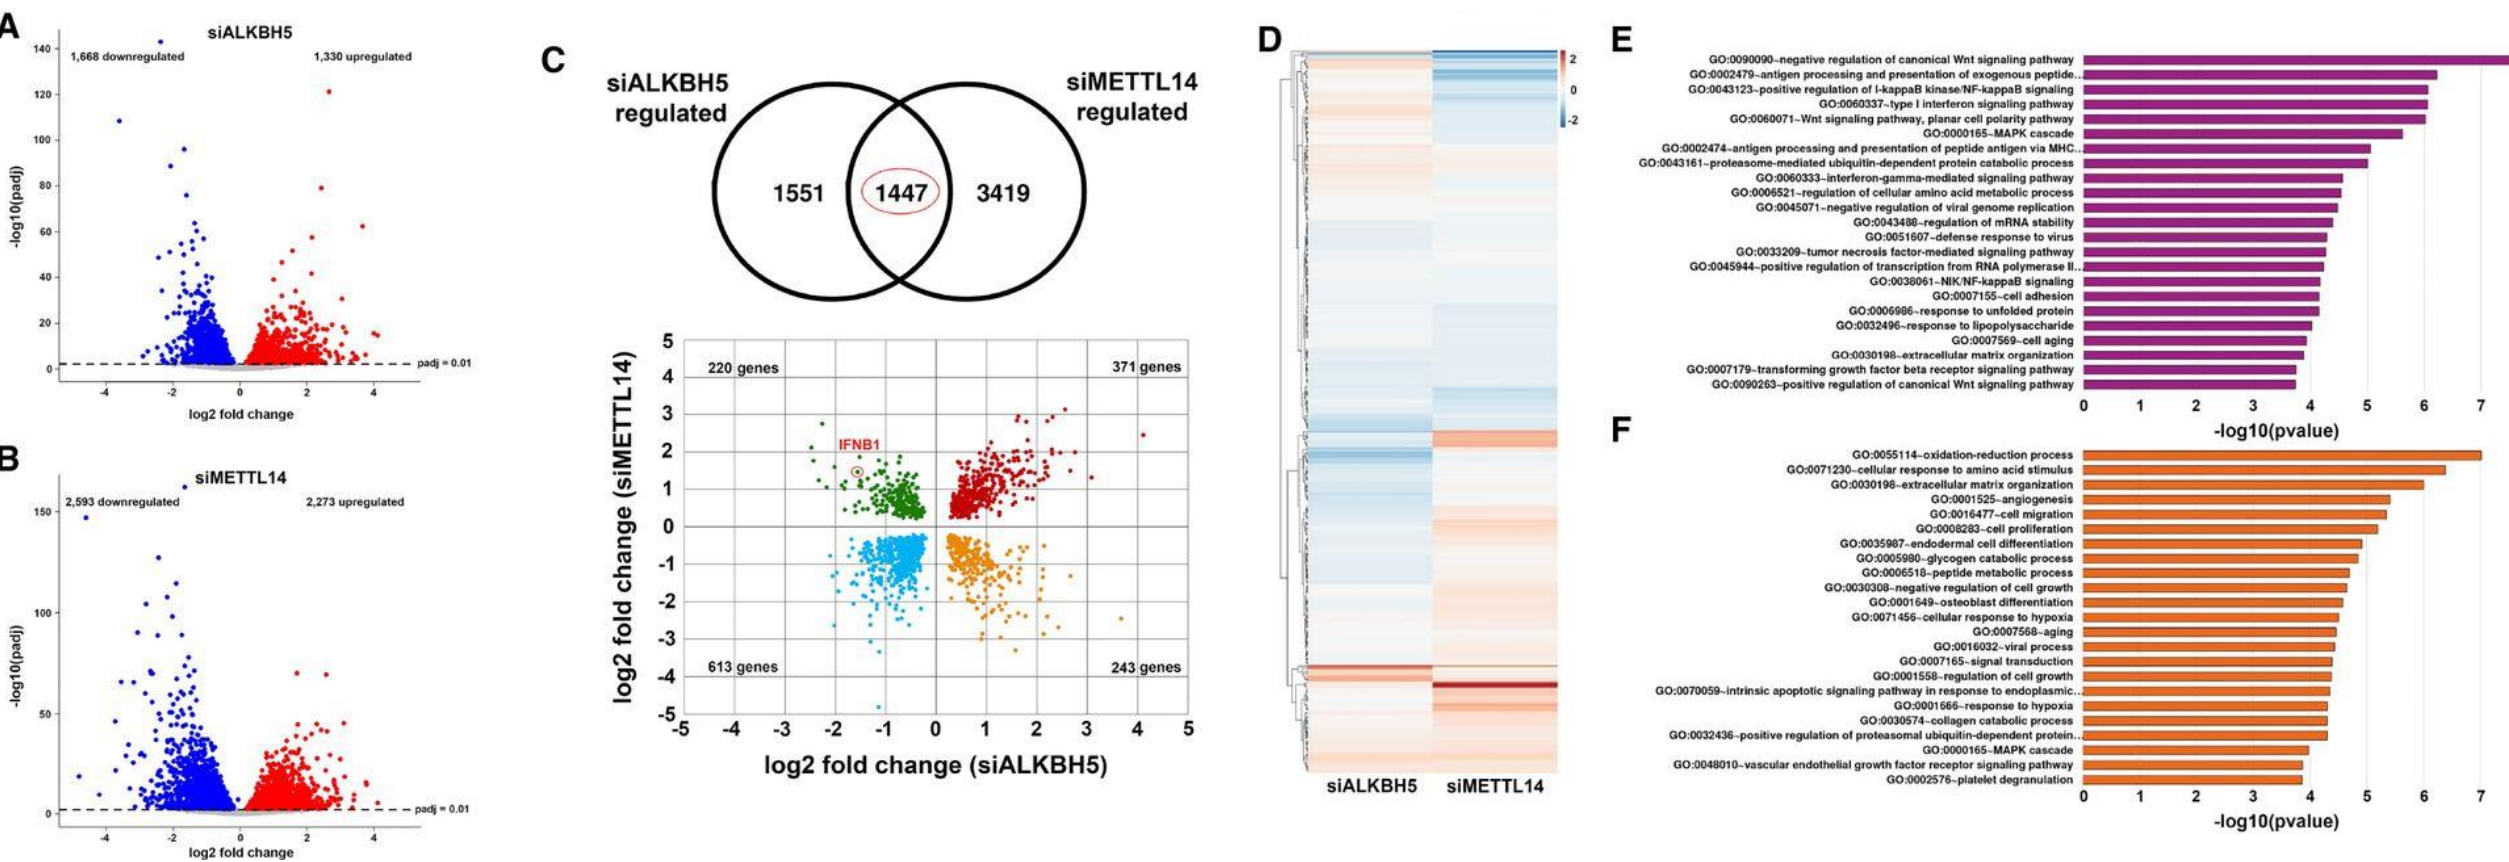 A
siALKBH5
1,668 downregulated
1,330 upregulated
140
120
100
80
60
40
20
0
-log10(padj)
padj = 0.01
-4
-2
0
2
4
log2 fold change
B
siMETTL14
2,593 downregulated
2,273 upregulated
150
100
50
0
-log10(padj)
padj = 0.01
-4
-2
0
2
4
log2 fold change
C
siALKBH5
regulated
siMETTL14
regulated
1551
1447
3419
5
4
3
2
1
0
-1
-2
-3
-4
-5
log2 fold change (siMETTL14)
220 genes
371 genes
IFNB1
613 genes
243 genes
-5
-4
-3
-2
-1
0
1
2
3
4
5
log2 fold change (siALKBH5)
D
2
0
-2
siALKBH5
siMETTL14
E
GO:0090090~negative regulation of canonical Wnt signaling pathway
GO:0002479~antigen processing and presentation of exogenous peptide...
GO:0043123~positive regulation of I-kappaB kinase/NF-kappaB signaling
GO:0060337~type I interferon signaling pathway
GO:0060071~Wnt signaling pathway, planar cell polarity pathway
GO:0000165~MAPK cascade
GO:0002474~antigen processing and presentation of peptide antigen via MHC...
GO:0043161~proteasome-mediated ubiquitin-dependent protein catabolic process
GO:0060333~interferon-gamma-mediated signaling pathway
GO:0006521~regulation of cellular amino acid metabolic process
GO:0045071~negative regulation of viral genome replication
GO:0043488~regulation of mRNA stability
GO:0051607~defense response to virus
GO:0033209~tumor necrosis factor-mediated signaling pathway
GO:0045944~positive regulation of transcription from RNA polymerase II...
GO:0038061~NIK/NF-kappaB signaling
GO:0007155~cell adhesion
GO:0006986~response to unfolded protein
GO:0032496~response to lipopolysaccharide
GO:0007569~cell aging
GO:0030198~extracellular matrix organization
GO:0007179~transforming growth factor beta receptor signaling pathway
GO:0090263~positive regulation of canonical Wnt signaling pathway
0
1
2
3
4
5
6
7
-log10(pvalue)
F
GO:0055114~oxidation-reduction process
GO:0071230~cellular response to amino acid stimulus
GO:0030198~extracellular matrix organization
GO:0001525~angiogenesis
GO:0016477~cell migration
GO:0008283~cell proliferation
GO:0035987~endodermal cell differentiation
GO:0005980~glycogen catabolic process
GO:0006518~peptide metabolic process
GO:0030308~negative regulation of cell growth
GO:0001649~osteoblast differentiation
GO:0071456~cellular response to hypoxia
GO:0007568~aging
GO:0016032~viral process
GO:0007165~signal transduction
GO:0001558~regulation of cell growth
GO:0070059~intrinsic apoptotic signaling pathway in response to endoplasmic...
GO:0001666~response to hypoxia
GO:0030574~collagen catabolic process
GO:0032436~positive regulation of proteasomal ubiquitin-dependent protein...
GO:0000165~MAPK cascade
GO:0048010~vascular endothelial growth factor receptor signaling pathway
GO:0002576~platelet degranulation
0
1
2
3
4
5
6
7
-log10(pvalue)